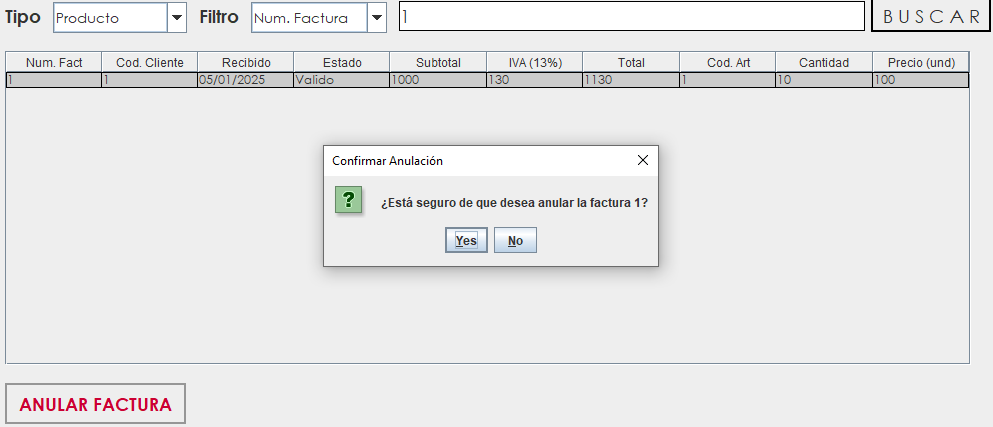 Tipo Producto Filtro Num. Factura 1 BUSCAR
Num. Fact Cod. Cliente Recibido Estado Subtotal IVA (13%) Total Cod. Art Cantidad Precio (und)
1 1 05/01/2025 Valido 1000 130 1130 1 10 100
Confirmar Anulación
¿Está seguro de que desea anular la factura 1?
Yes No
ANULAR FACTURA